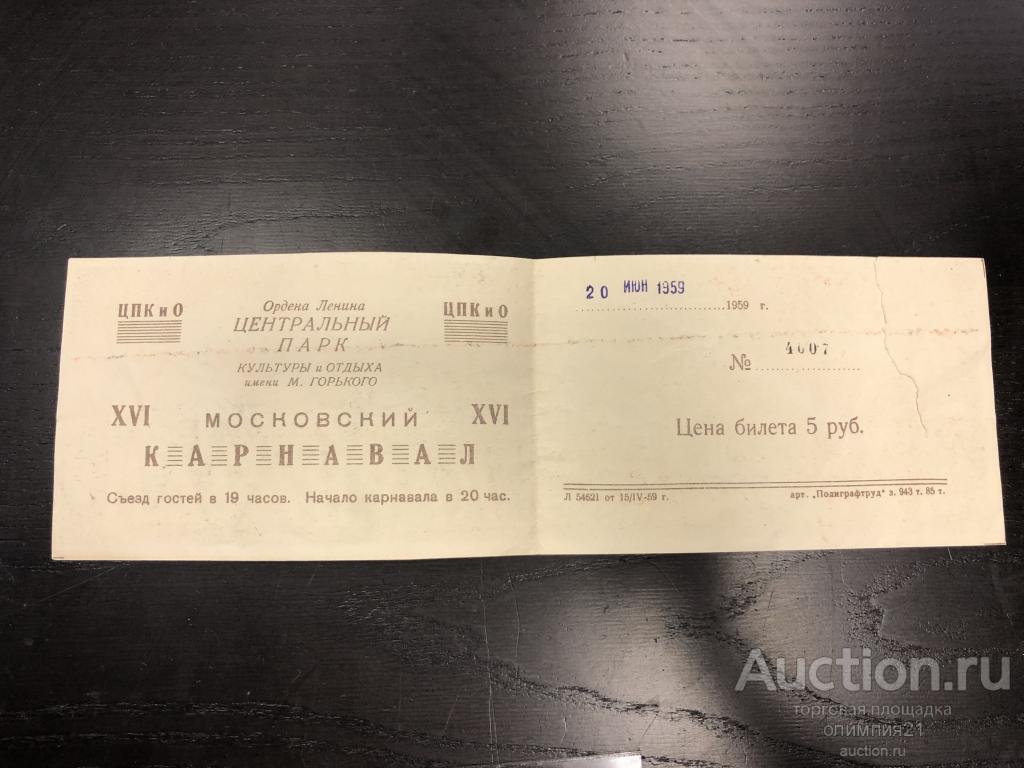 ЦПКиО
Ордена Ленина
ЦЕНТРАЛЬНЫЙ
ПАРК
КУЛЬТУРЫ и ОТДЫХА
имени М. ГОРЬКОГО
ЦПКиО
XVI МОСКОВСКИЙ XVI
КАРНАВАЛ
Съезд гостей в 19 часов. Начало карнавала в 20 час.
20 ИЮН 1959
1959 г.
№ 4607
Цена билета 5 руб.
Л 54621 от 15/IV-59 г. арт. „Полиграфтруд" з. 943 т. 85 т.
Auction.ru
торговая площадка
олимпия21
auction.ru